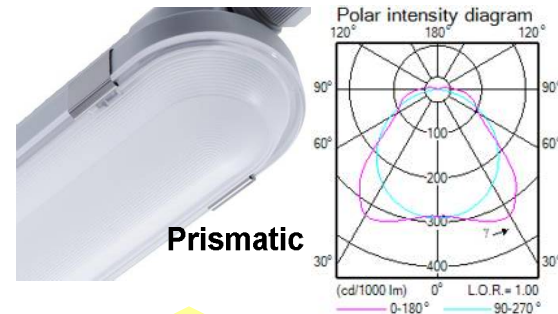 Prismatic
Polar intensity diagram
120° 180° 120°
90° 90°
-100-
60° 60°
-200-
-300-
γ
30° 30°
-400-
(cd/1000 lm) 0° L.O.R.= 1.00
0-180° 90-270°